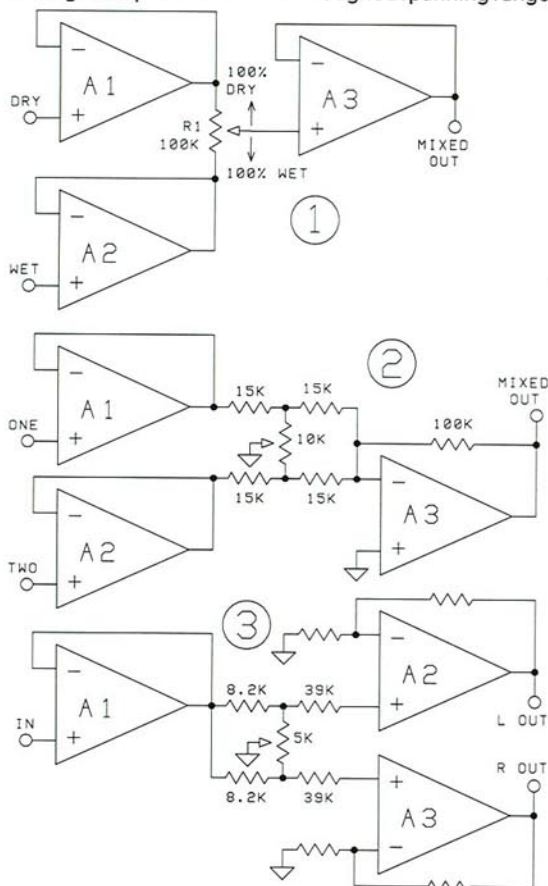 panning range
A1
100%
DRY
DRY
R1
100K
A3
MIXED
OUT
100% WET
1
A2
WET
A1
2
MIXED
OUT
15K
15K
100K
ONE
10K
15K
15K
A3
A2
TWO
3
A1
A2
8.2K
39K
IN
L OUT
5K
R OUT
8.2K
39K
A3